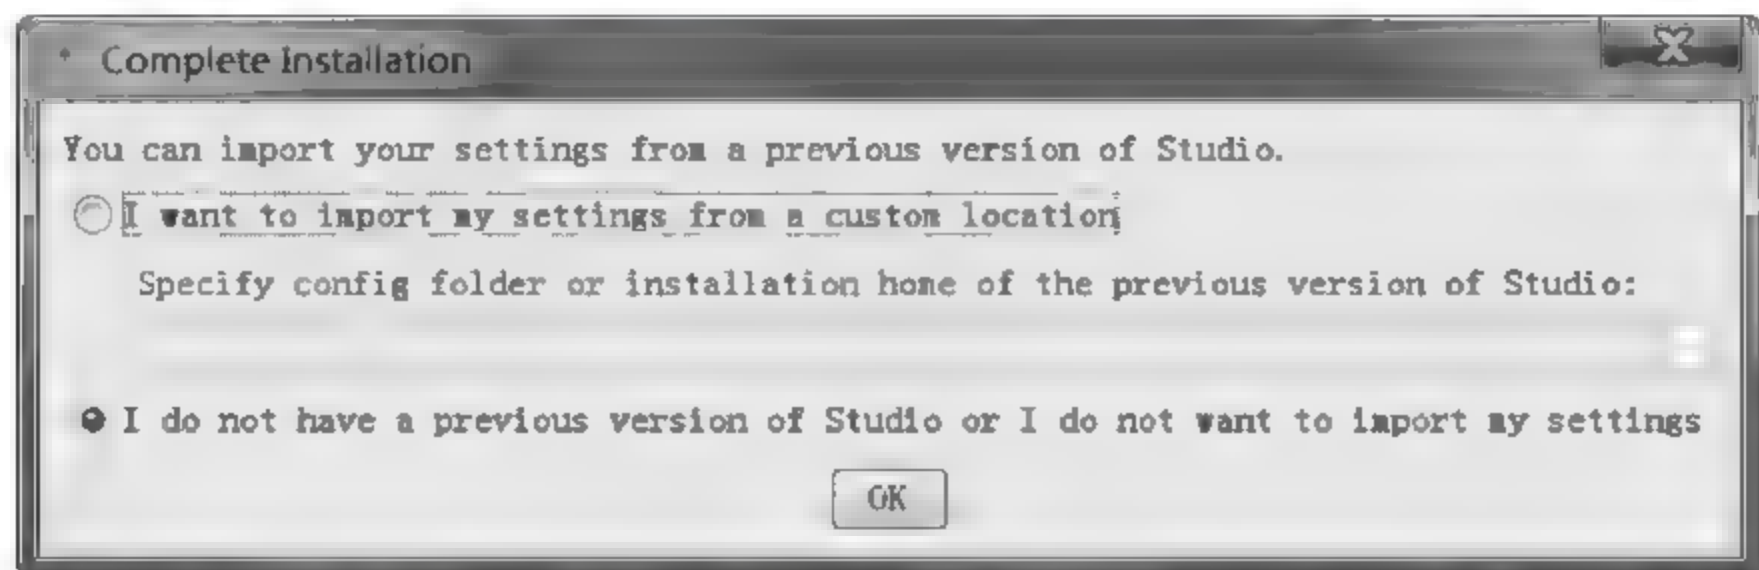 Complete Installation
You can import your settings from a previous version of Studio.
I want to import my settings from a custom location
Specify config folder or installation home of the previous version of Studio:
I do not have a previous version of Studio or I do not want to import my settings
OK